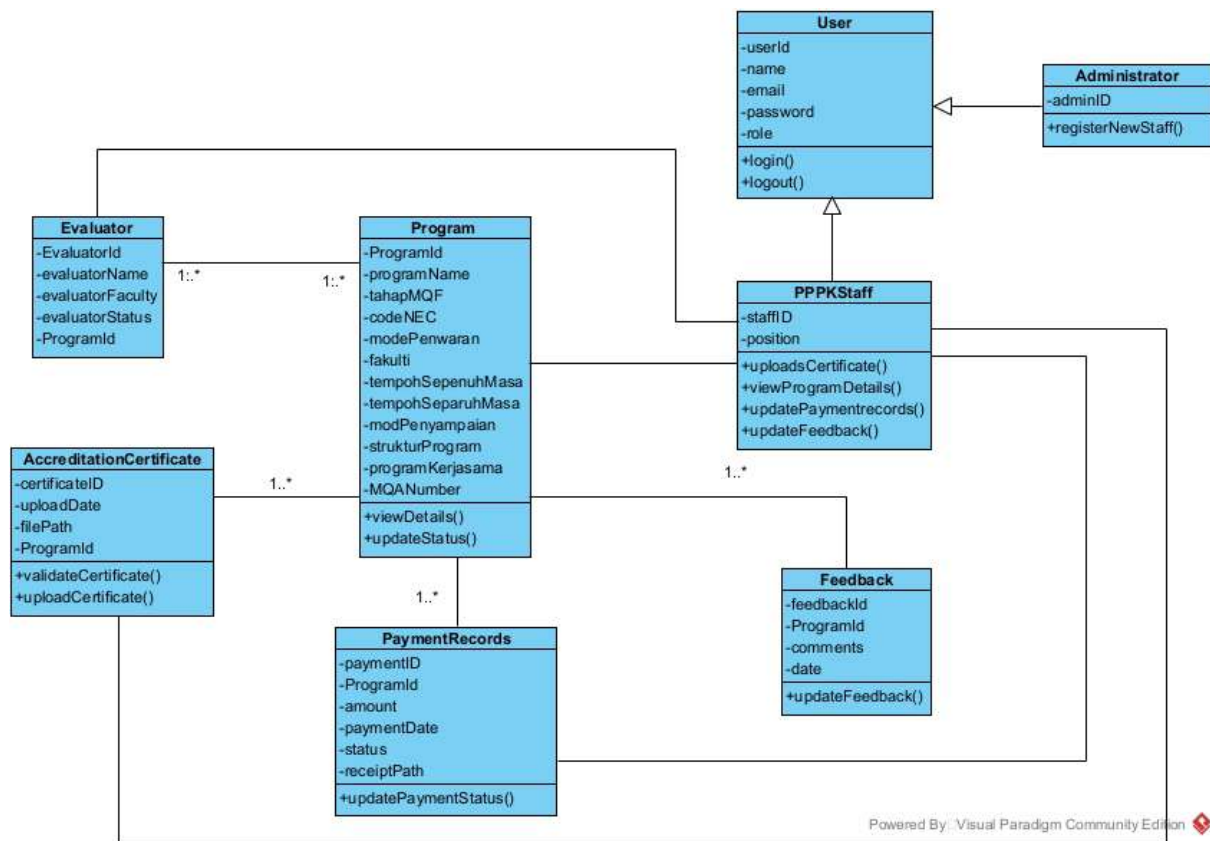 User
-userId
-name
-email
-password
-role
+login()
+logout()
Administrator
-adminID
+registerNewStaff()
Evaluator
-EvaluatorId
-evaluatorName
-evaluatorFaculty
-evaluatorStatus
-ProgramId
1:.*
1:.*
Program
-ProgramId
-programName
-tahapMQF
-codeNEC
-modePenwaran
-fakulti
-tempohSepenuhMasa
-tempohSeparuhMasa
-modPenyampaian
-strukturProgram
-programKerjasama
-MQANumber
+viewDetails()
+updateStatus()
PPPKStaff
-staffID
-position
+uploadsCertificate()
+viewProgramDetails()
+updatePaymentrecords()
+updateFeedback()
AccreditationCertificate
-certificateID
-uploadDate
-filePath
-ProgramId
+validateCertificate()
+uploadCertificate()
1..*
1..*
1..*
PaymentRecords
-paymentID
-ProgramId
-amount
-paymentDate
-status
-receiptPath
+updatePaymentStatus()
Feedback
-feedbackId
-ProgramId
-comments
-date
+updateFeedback()
Powered By Visual Paradigm Community Edition